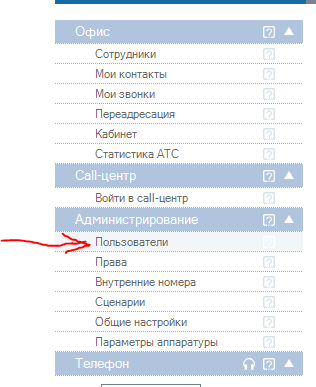 Офис
Сотрудники
Мои контакты
Мои звонки
Переадресация
Кабинет
Статистика АТС
Call-центр
Войти в call-центр
Администрирование
Пользователи
Права
Внутренние номера
Сценарии
Общие настройки
Параметры аппаратуры
Телефон